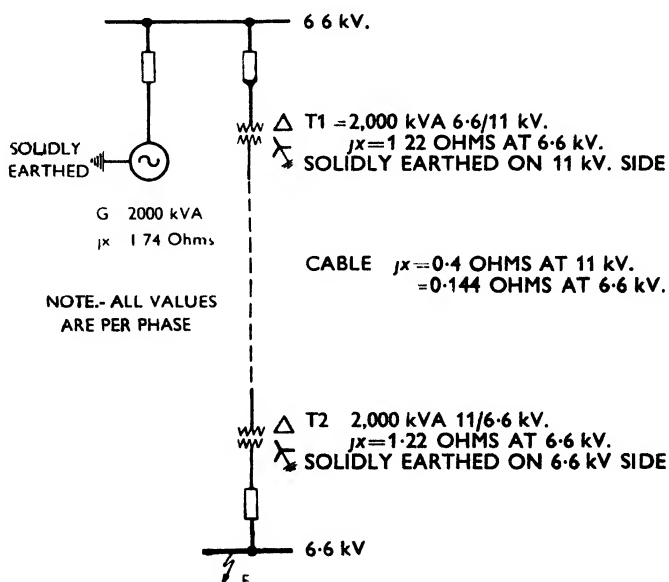 6 6 kV.
Δ T1 =2,000 kVA 6·6/11 kV.
jx=1 22 OHMS AT 6·6 kV.
SOLIDLY EARTHED ON 11 kV. SIDE
SOLIDLY
EARTHED
G 2000 kVA
jx 1 74 Ohms
CABLE jx=0·4 OHMS AT 11 kV.
=0·144 OHMS AT 6·6 kV.
NOTE.- ALL VALUES
ARE PER PHASE
Δ T2 2,000 kVA 11/6·6 kV.
jx=1·22 OHMS AT 6·6 kV.
SOLIDLY EARTHED ON 6·6 kV SIDE
6·6 kV